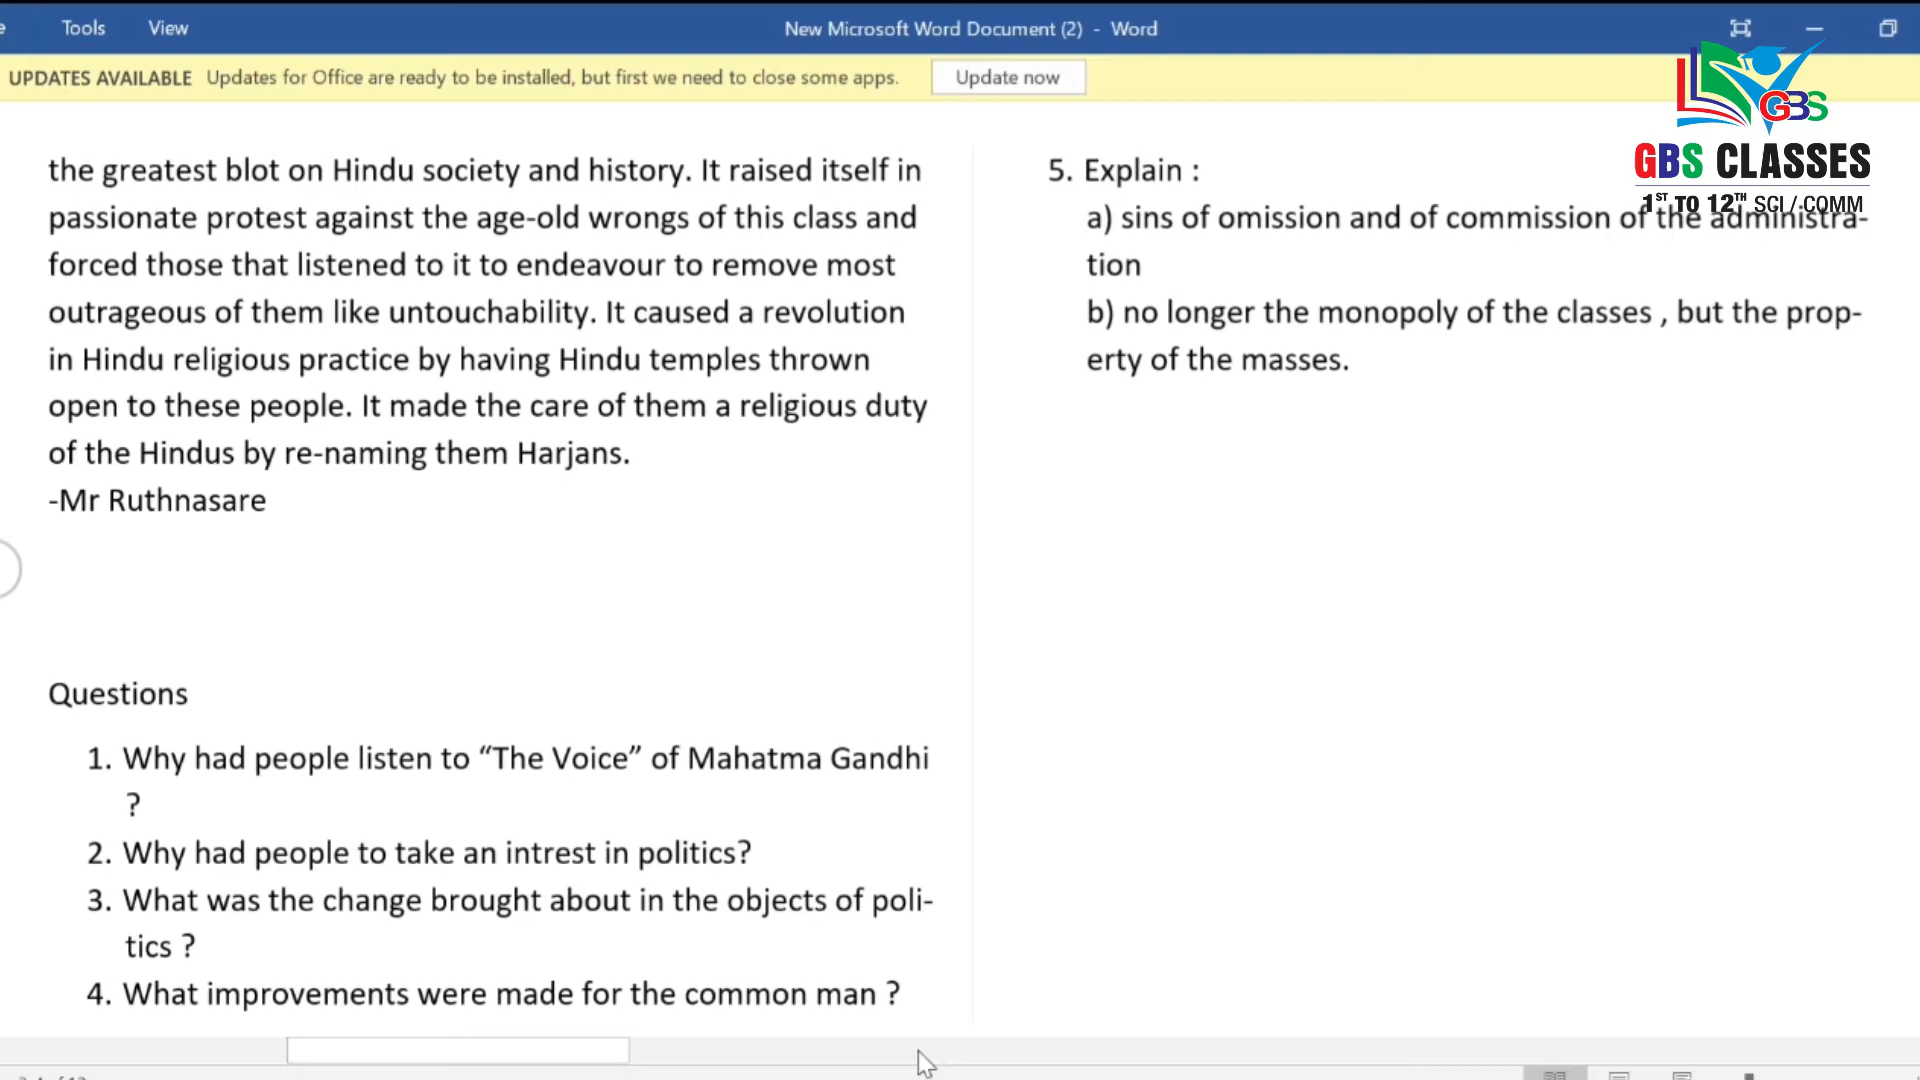 Tools View New Microsoft Word Document (2) - Word
UPDATES AVAILABLE Updates for Office are ready to be installed, but first we need to close some apps. Update now
GBS
GBS CLASSES
1ST TO 12TH SCI / COMM
the greatest blot on Hindu society and history. It raised itself in
passionate protest against the age-old wrongs of this class and
forced those that listened to it to endeavour to remove most
outrageous of them like untouchability. It caused a revolution
in Hindu religious practice by having Hindu temples thrown
open to these people. It made the care of them a religious duty
of the Hindus by re-naming them Harjans.
-Mr Ruthnasare
Questions
1. Why had people listen to “The Voice” of Mahatma Gandhi
?
2. Why had people to take an intrest in politics?
3. What was the change brought about in the objects of poli-
tics ?
4. What improvements were made for the common man ?
5. Explain :
a) sins of omission and of commission of the administra-
tion
b) no longer the monopoly of the classes , but the prop-
erty of the masses.